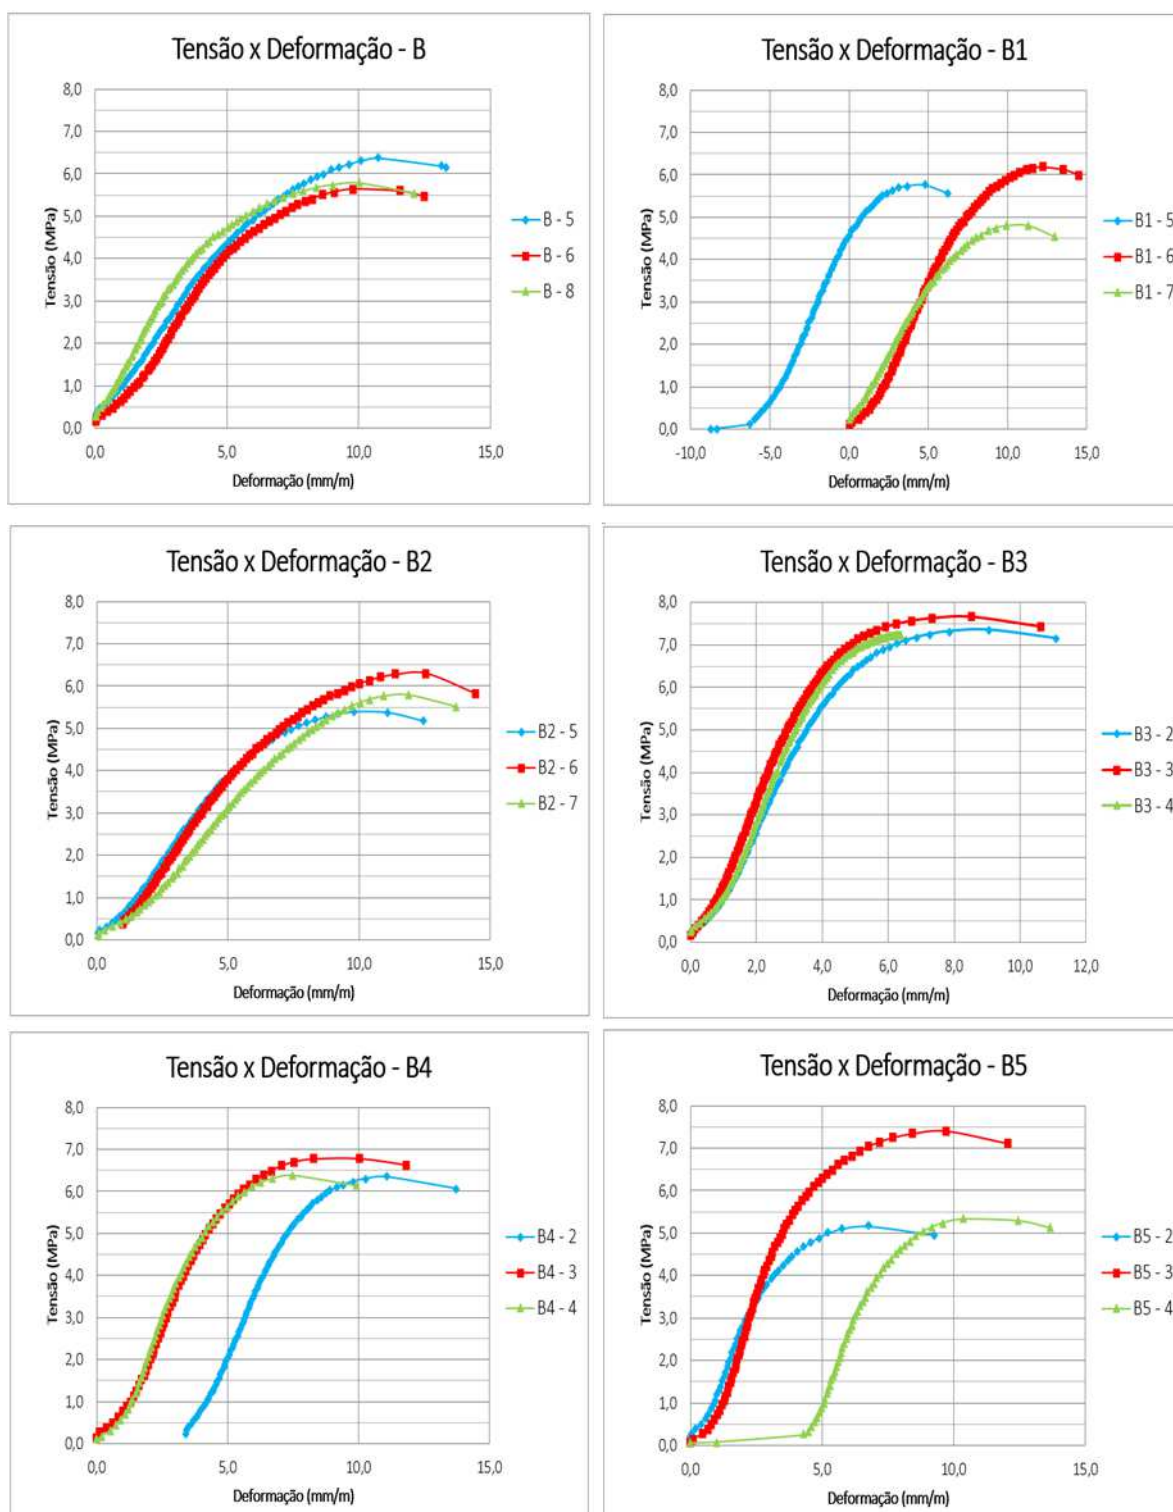 Tensão x Deformação - B
8,0
7,0
6,0
5,0
4,0
3,0
2,0
1,0
0,0
Tensão (MPa)
0,0 5,0 10,0 15,0
Deformação (mm/m)
B - 5
B - 6
B - 8
Tensão x Deformação - B1
8,0
7,0
6,0
5,0
4,0
3,0
2,0
1,0
0,0
Tensão (MPa)
-10,0 -5,0 0,0 5,0 10,0 15,0
Deformação (mm/m)
B1 - 5
B1 - 6
B1 - 7
Tensão x Deformação - B2
8,0
7,0
6,0
5,0
4,0
3,0
2,0
1,0
0,0
Tensão (MPa)
0,0 5,0 10,0 15,0
Deformação (mm/m)
B2 - 5
B2 - 6
B2 - 7
Tensão x Deformação - B3
8,0
7,0
6,0
5,0
4,0
3,0
2,0
1,0
0,0
Tensão (MPa)
0,0 2,0 4,0 6,0 8,0 10,0 12,0
Deformação (mm/m)
B3 - 2
B3 - 3
B3 - 4
Tensão x Deformação - B4
8,0
7,0
6,0
5,0
4,0
3,0
2,0
1,0
0,0
Tensão (MPa)
0,0 5,0 10,0 15,0
Deformação (mm/m)
B4 - 2
B4 - 3
B4 - 4
Tensão x Deformação - B5
8,0
7,0
6,0
5,0
4,0
3,0
2,0
1,0
0,0
Tensão (MPa)
0,0 5,0 10,0 15,0
Deformação (mm/m)
B5 - 2
B5 - 3
B5 - 4